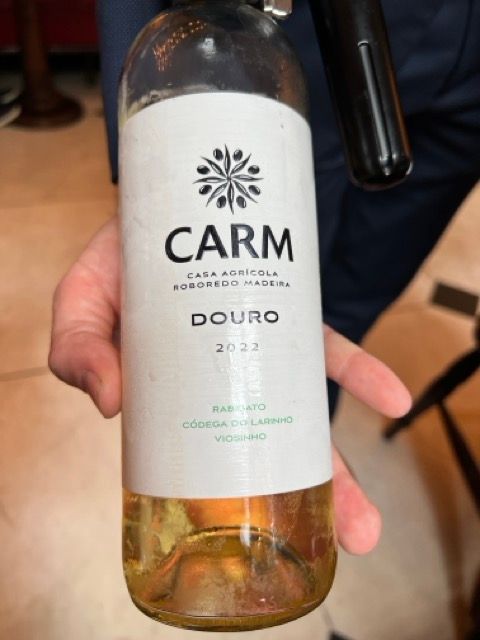 CARM
CASA AGRÍCOLA
ROBOREDO MADEIRA
DOURO
2022
RABIGATO
CÓDEGA DO LARINHO
VIOSINHO